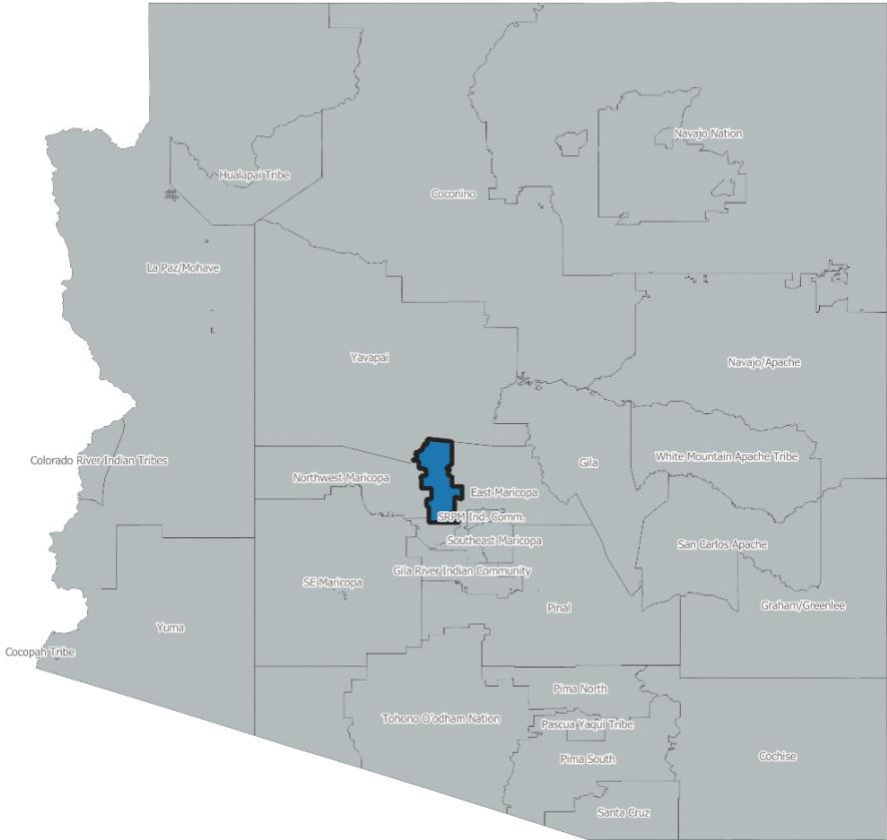 Navajo Nation
Hualapai Tribe
Coconino
La Paz/Mohave
Yavapai
Navajo/Apache
Colorado River Indian Tribes
Gila
White Mountain Apache Tribe
Northwest Maricopa
East Maricopa
SRPM Ind. Comm.
Southeast Maricopa
San Carlos Apache
Gila River Indian Community
SE Maricopa
Pinal
Graham/Greenlee
Yuma
Cocopah Tribe
Pima North
Tohono O'odham Nation
Pascua Yaqui Tribe
Pima South
Cochise
Santa Cruz